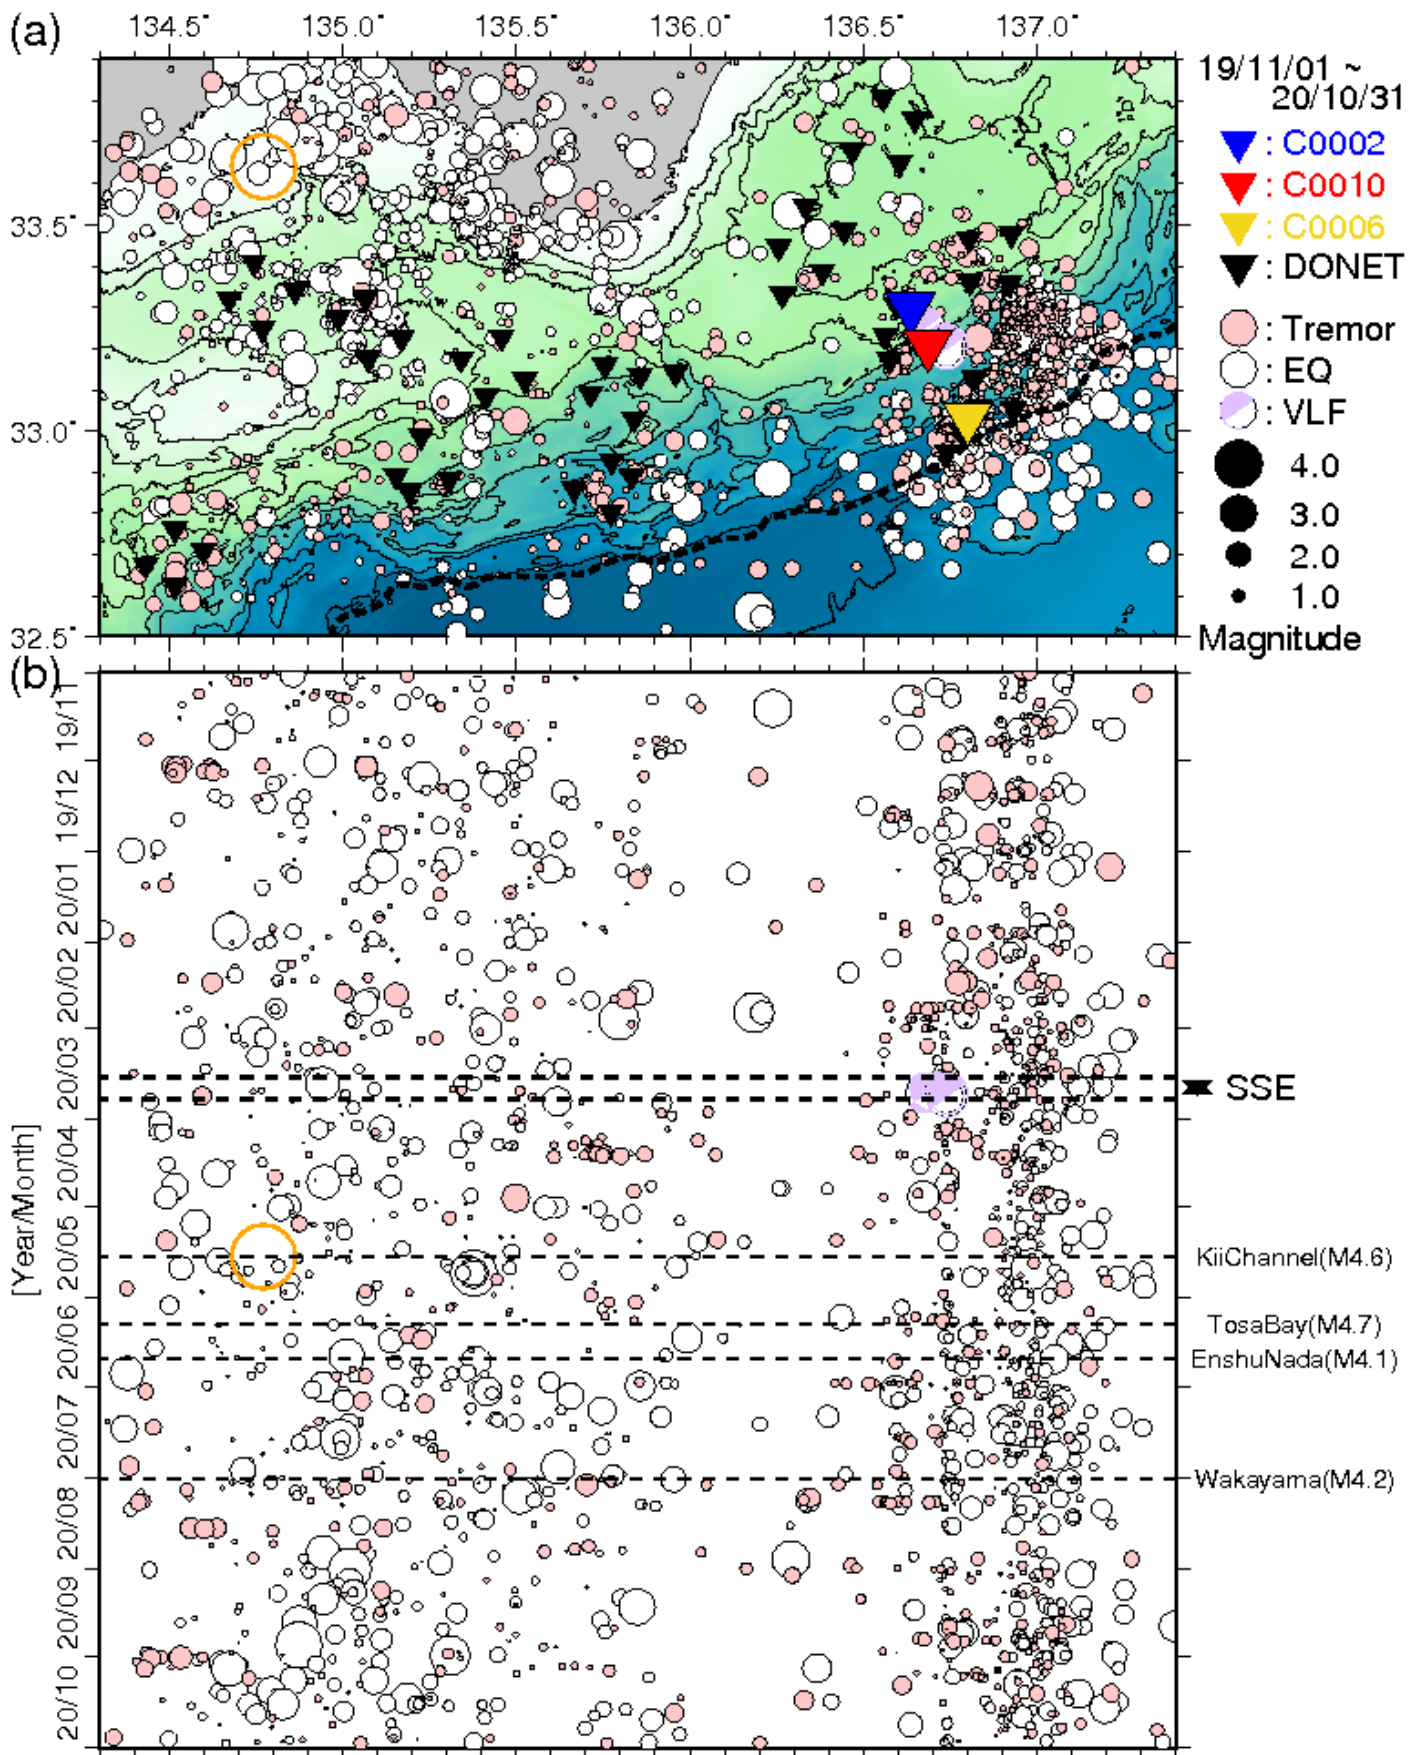 (a)
134.5° 135.0° 135.5° 136.0° 136.5° 137.0°
33.5°
33.0°
32.5°
19/11/01 ~
20/10/31
: C0002
: C0010
: C0006
: DONET
: Tremor
: EQ
: VLF
4.0
3.0
2.0
1.0
Magnitude
(b)
[Year/Month]
19/11
19/12
20/01
20/02
20/03
20/04
20/05
20/06
20/07
20/08
20/09
20/10
SSE
KiiChannel(M4.6)
TosaBay(M4.7)
EnshuNada(M4.1)
Wakayama(M4.2)